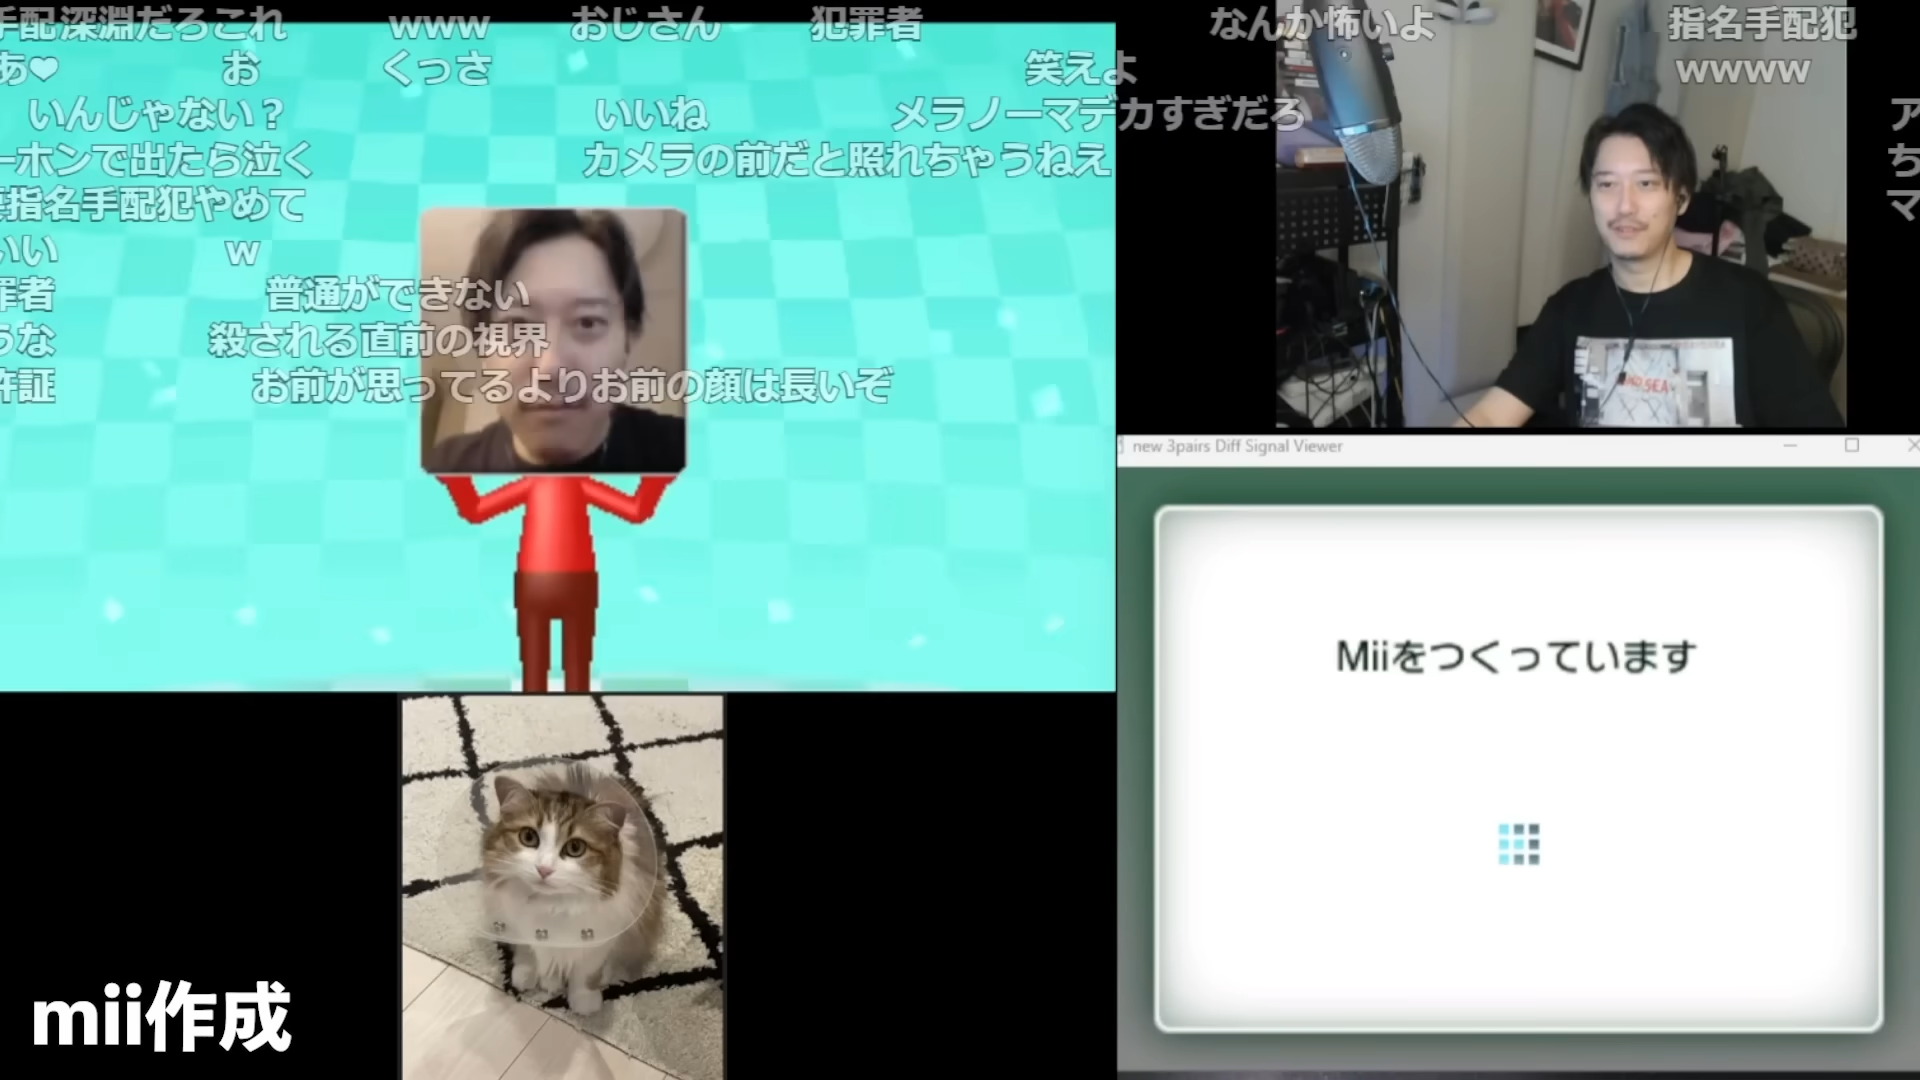 手配深淵だろこれ www おじさん 犯罪者 なんか怖いよ 指名手配犯
あ♥ お くっさ 笑えよ wwww
いんじゃない？ いいね メラノーマデカすぎだろ ア
ーホンで出たら泣く カメラの前だと照れちゃうねえ ち
指名手配犯やめて マ
いい w
罪者 普通ができない
うな 殺される直前の視界
許証 お前が思ってるよりお前の顔は長いぞ
new 3pairs Diff Signal Viewer
Miiをつくっています
mii作成